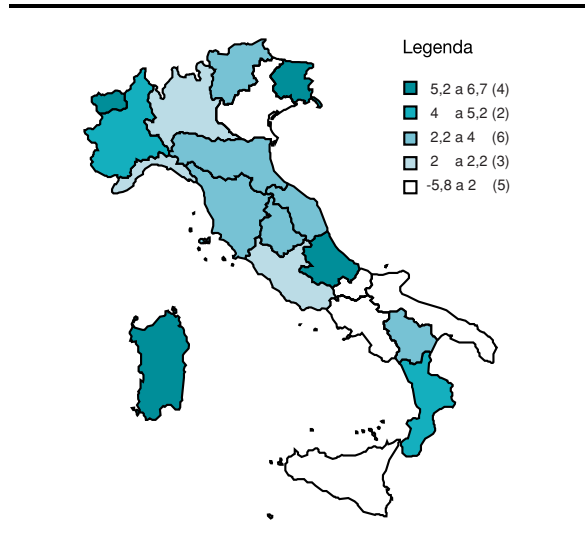 Legenda
5,2 a 6,7 (4)
4 a 5,2 (2)
2,2 a 4 (6)
2 a 2,2 (3)
-5,8 a 2 (5)